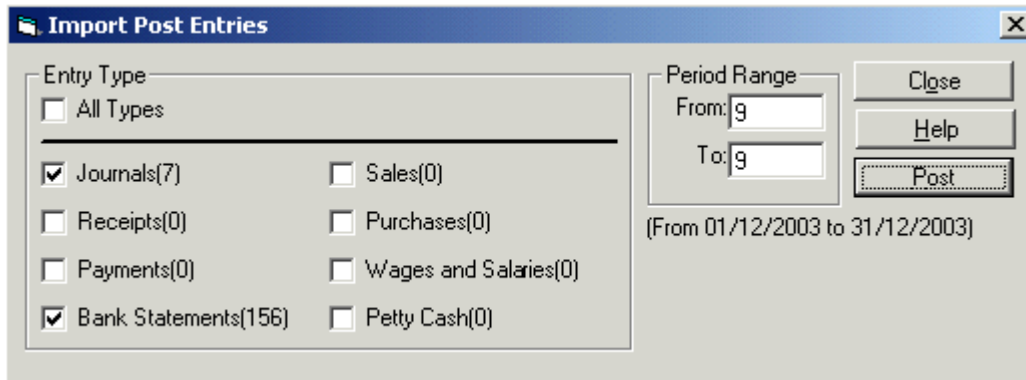 Import Post Entries
Entry Type
All Types
Journals(7)
Sales(0)
Receipts(0)
Purchases(0)
Payments(0)
Wages and Salaries(0)
Bank Statements(156)
Petty Cash(0)
Period Range
From: 9
To: 9
(From 01/12/2003 to 31/12/2003)
Close
Help
Post